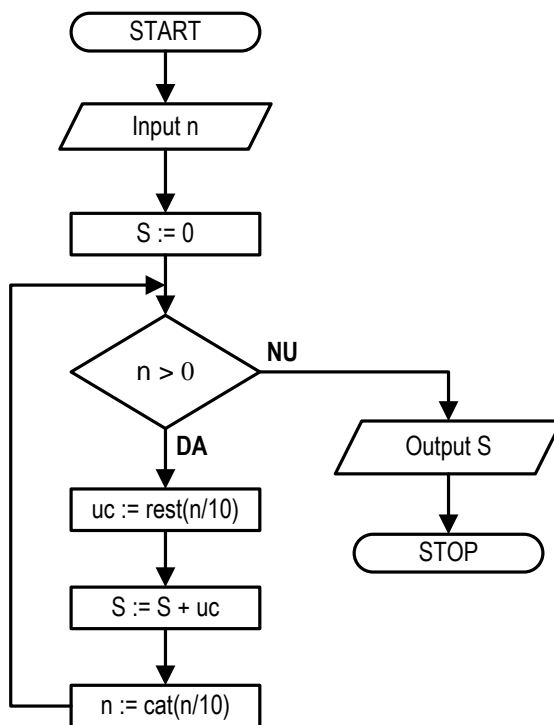 START
Input n
S := 0
n > 0
NU
DA
Output S
uc := rest(n/10)
STOP
S := S + uc
n := cat(n/10)